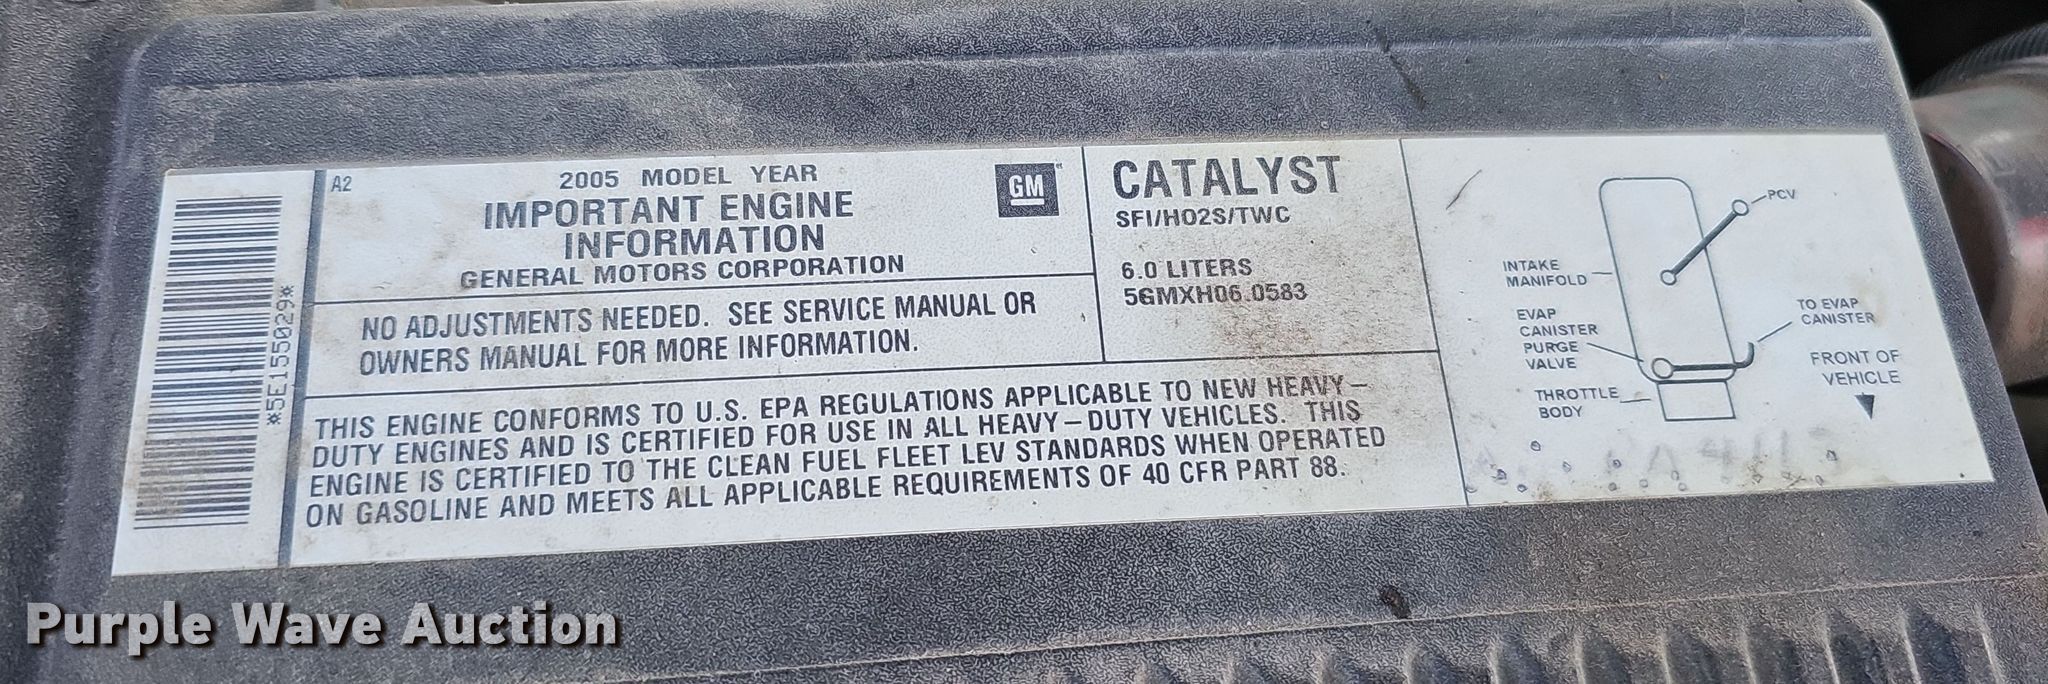 *5E155029*
A2
2005 MODEL YEAR
IMPORTANT ENGINE
INFORMATION
GENERAL MOTORS CORPORATION
GM
NO ADJUSTMENTS NEEDED. SEE SERVICE MANUAL OR
OWNERS MANUAL FOR MORE INFORMATION.
CATALYST
SFI/HO2S/TWC
6.0 LITERS
5GMXH06.0583
THIS ENGINE CONFORMS TO U.S. EPA REGULATIONS APPLICABLE TO NEW HEAVY-
DUTY ENGINES AND IS CERTIFIED FOR USE IN ALL HEAVY-DUTY VEHICLES. THIS
ENGINE IS CERTIFIED TO THE CLEAN FUEL FLEET LEV STANDARDS WHEN OPERATED
ON GASOLINE AND MEETS ALL APPLICABLE REQUIREMENTS OF 40 CFR PART 88.
PCV
INTAKE
MANIFOLD
EVAP
CANISTER
PURGE
VALVE
THROTTLE
BODY
TO EVAP
CANISTER
FRONT OF
VEHICLE
Purple Wave Auction